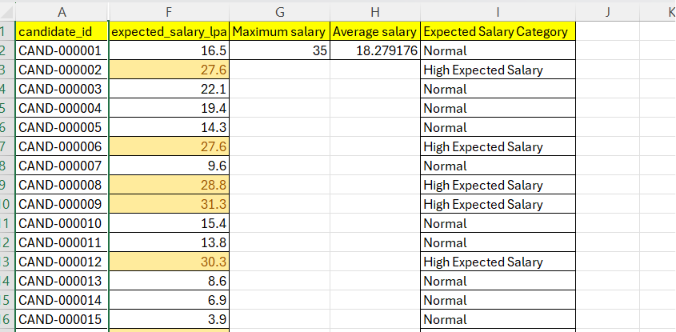 A F G H I J K
1 candidate_id expected_salary_lpa Maximum salary Average salary Expected Salary Category
2 CAND-000001 16.5 35 18.279176 Normal
3 CAND-000002 27.6 High Expected Salary
4 CAND-000003 22.1 Normal
5 CAND-000004 19.4 Normal
6 CAND-000005 14.3 Normal
7 CAND-000006 27.6 High Expected Salary
8 CAND-000007 9.6 Normal
9 CAND-000008 28.8 High Expected Salary
0 CAND-000009 31.3 High Expected Salary
1 CAND-000010 15.4 Normal
2 CAND-000011 13.8 Normal
3 CAND-000012 30.3 High Expected Salary
4 CAND-000013 8.6 Normal
5 CAND-000014 6.9 Normal
6 CAND-000015 3.9 Normal